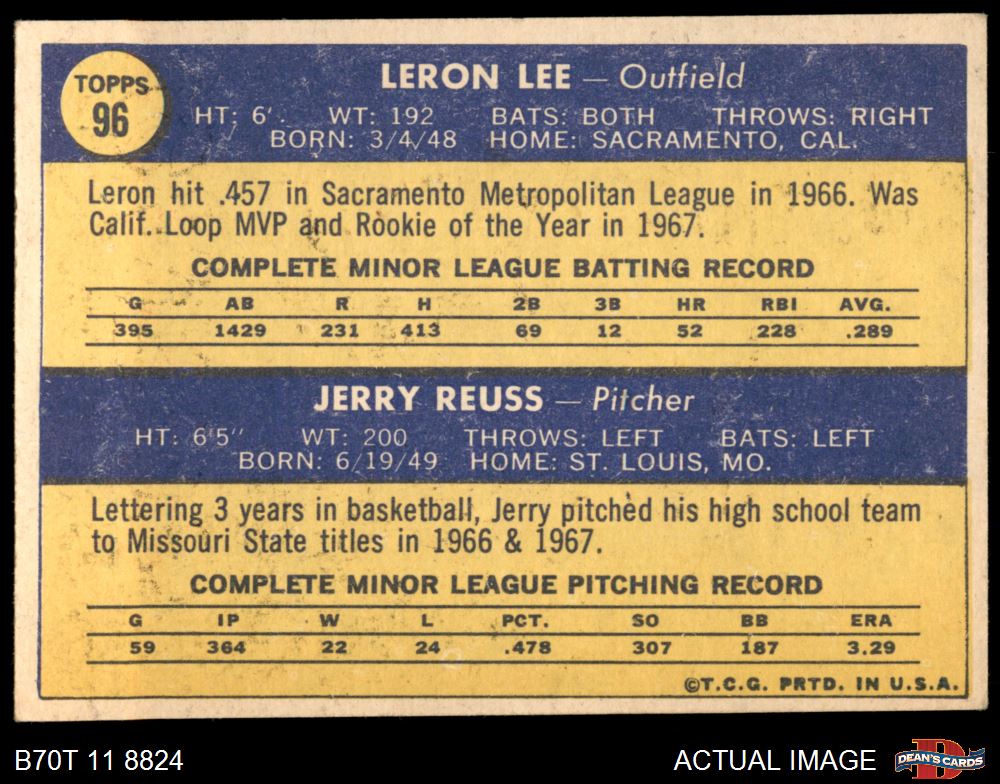 TOPPS
96
LERON LEE — Outfield
HT: 6'. WT: 192 BATS: BOTH THROWS: RIGHT
BORN: 3/4/48 HOME: SACRAMENTO, CAL.
Leron hit .457 in Sacramento Metropolitan League in 1966. Was
Calif. Loop MVP and Rookie of the Year in 1967.
COMPLETE MINOR LEAGUE BATTING RECORD
G AB R H 2B 3B HR RBI AVG.
395 1429 231 413 69 12 52 228 .289
JERRY REUSS — Pitcher
HT: 6'5" WT: 200 THROWS: LEFT BATS: LEFT
BORN: 6/19/49 HOME: ST. LOUIS, MO.
Lettering 3 years in basketball, Jerry pitched his high school team
to Missouri State titles in 1966 & 1967.
COMPLETE MINOR LEAGUE PITCHING RECORD
G IP W L PCT. SO BB ERA
59 364 22 24 .478 307 187 3.29
©T.C.G. PRTD. IN U.S.A.
B70T 11 8824 ACTUAL IMAGE
DEAN'S CARDS